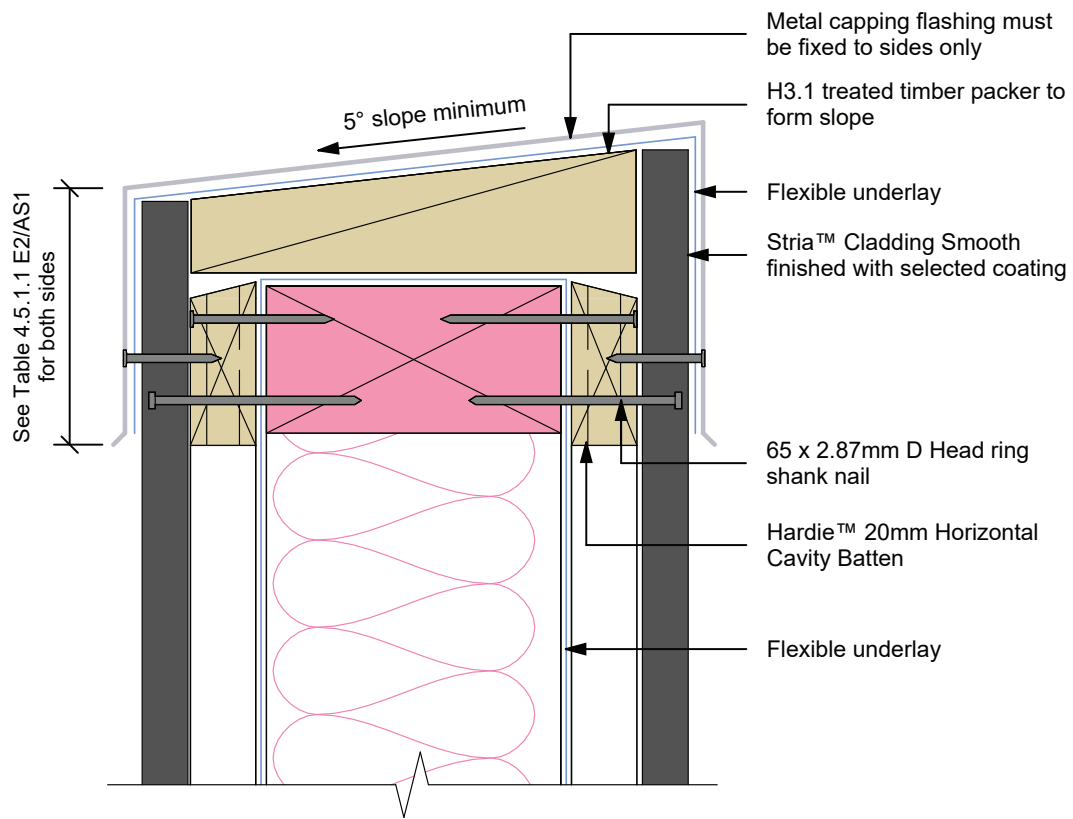 Metal capping flashing must
be fixed to sides only
H3.1 treated timber packer to
form slope
5° slope minimum
Flexible underlay
Stria™ Cladding Smooth
finished with selected coating
See Table 4.5.1.1 E2/AS1
for both sides
65 x 2.87mm D Head ring
shank nail
Hardie™ 20mm Horizontal
Cavity Batten
Flexible underlay